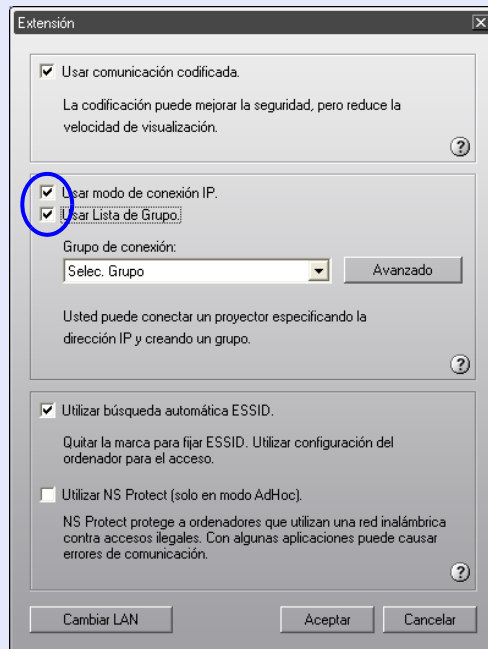 Extensión
Usar comunicación codificada.
La codificación puede mejorar la seguridad, pero reduce la
velocidad de visualización.
?
Usar modo de conexión IP.
Usar Lista de Grupo.
Grupo de conexión:
Selec. Grupo
Avanzado
Usted puede conectar un proyector especificando la
dirección IP y creando un grupo.
?
Utilizar búsqueda automática ESSID.
Quitar la marca para fijar ESSID. Utilizar configuración del
ordenador para el acceso.
Utilizar NS Protect (solo en modo AdHoc).
NS Protect protege a ordenadores que utilizan una red inalámbrica
contra accesos ilegales. Con algunas aplicaciones puede causar
errores de comunicación.
?
Cambiar LAN
Aceptar
Cancelar